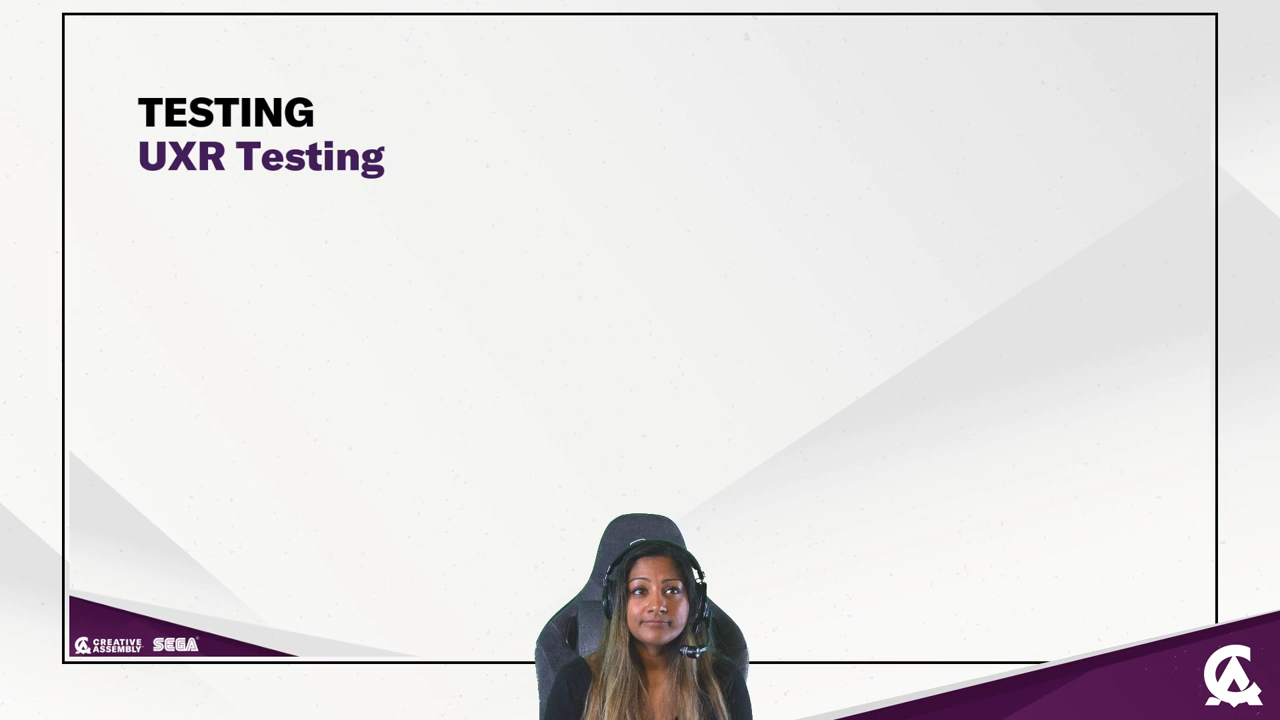 TESTING
UXR Testing
CREATIVE
ASSEMBLY
SEGA